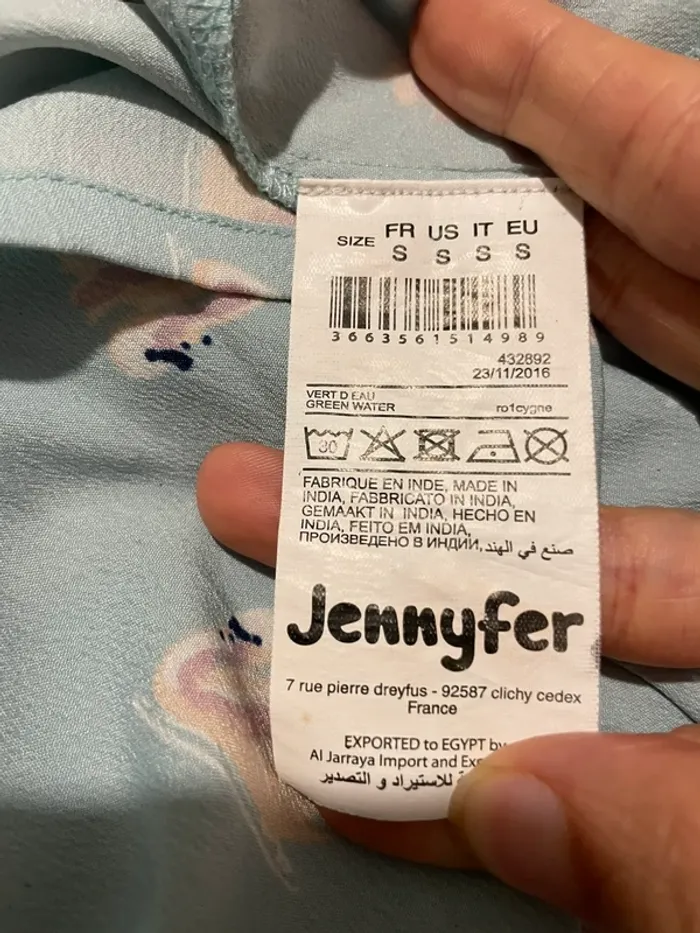 SIZE FR US IT EU
S S S S
3663561514989
432892
23/11/2016
VERT D EAU
GREEN WATER ro1cygne
30
FABRIQUE EN INDE, MADE IN
INDIA, FABBRICATO IN INDIA,
GEMAAKT IN INDIA, HECHO EN
INDIA, FEITO EM INDIA,
ПРОИЗВЕДЕНО В ИНДИИ, صنع في الهند
Jennyfer
7 rue pierre dreyfus - 92587 clichy cedex
France
EXPORTED to EGYPT by
Al Jarraya Import and
للاستيراد و التصدير